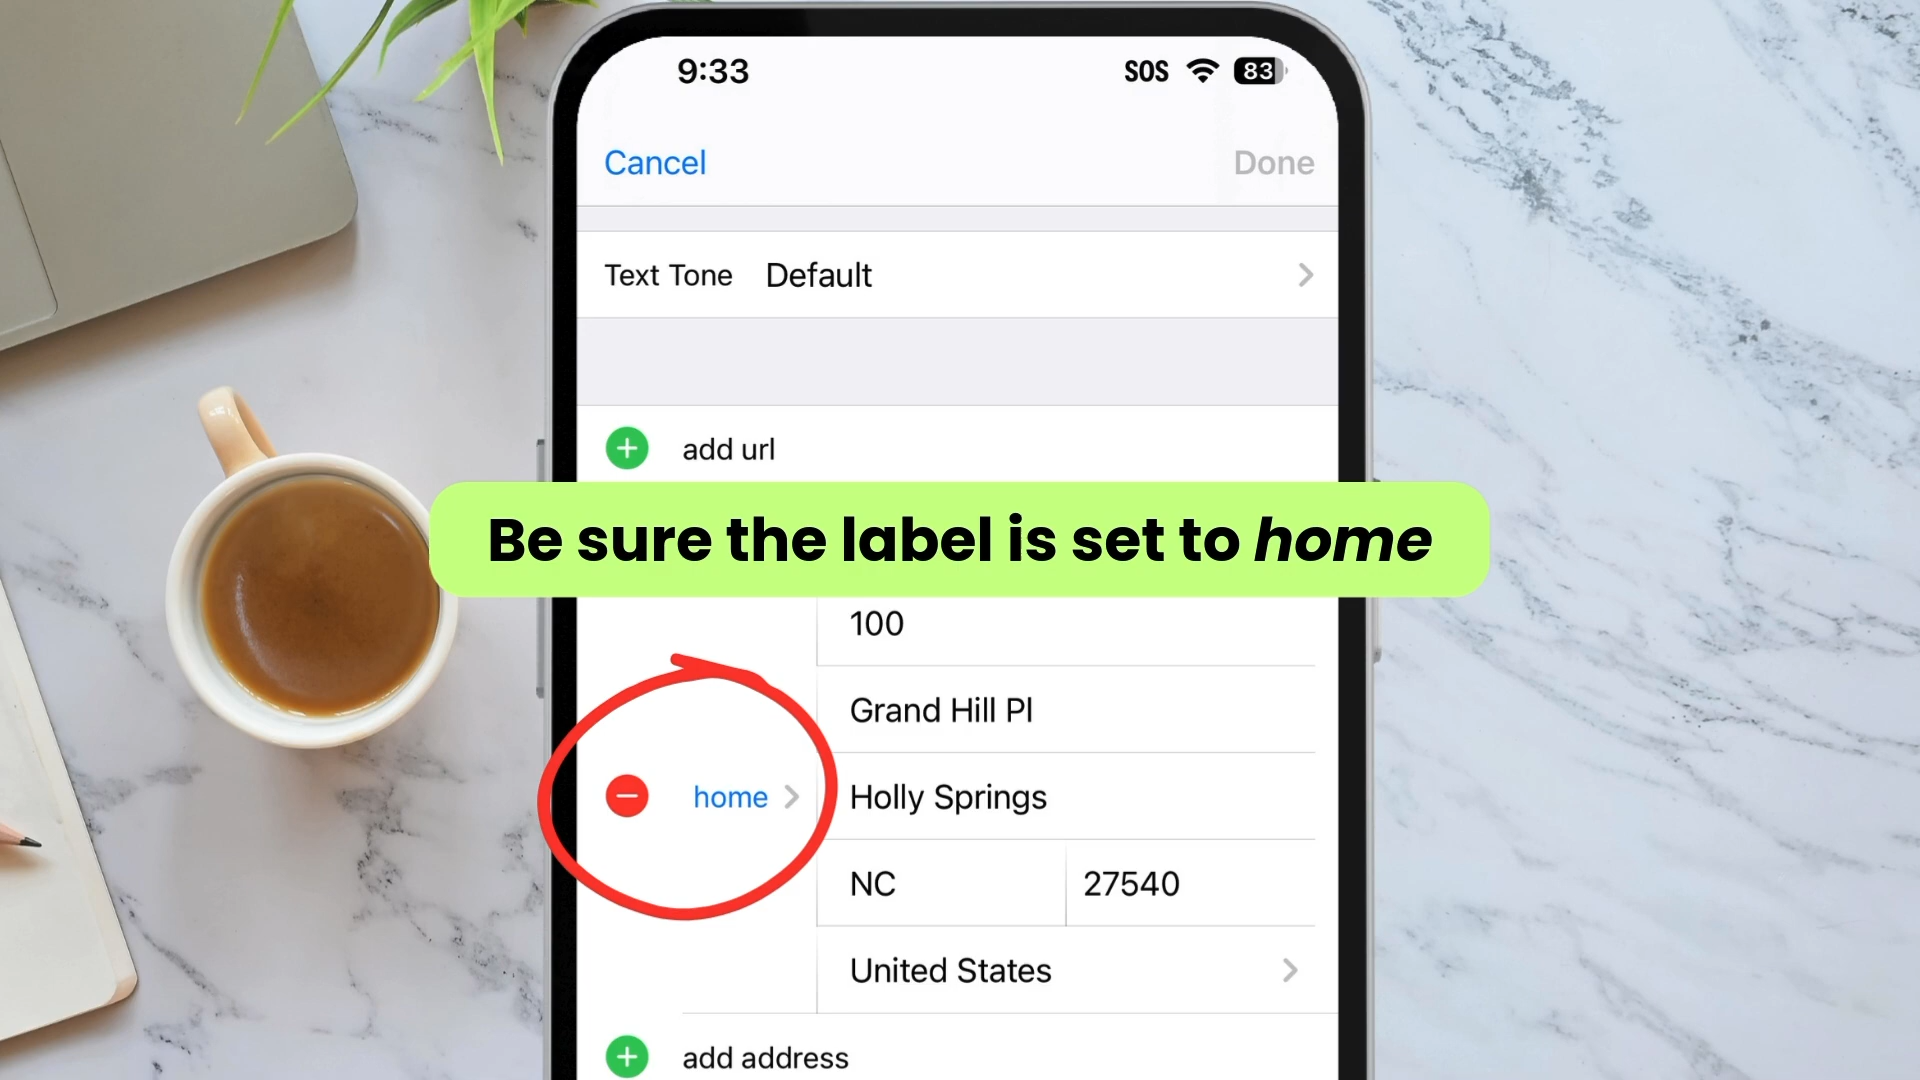 9:33 SOS 83
Cancel Done
Text Tone Default
add url
Be sure the label is set to home
100
Grand Hill Pl
home Holly Springs
NC 27540
United States
add address